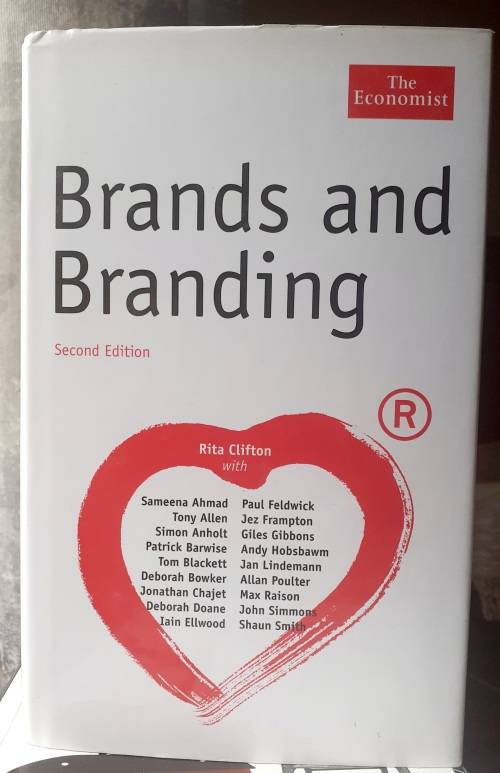 The
Economist
Brands and
Branding
Second Edition
®
Rita Clifton
with
Sameena Ahmad
Tony Allen
Simon Anholt
Patrick Barwise
Tom Blackett
Deborah Bowker
Jonathan Chajet
Deborah Doane
Iain Ellwood
Paul Feldwick
Jez Frampton
Giles Gibbons
Andy Hobsbawm
Jan Lindemann
Allan Poulter
Max Raison
John Simmons
Shaun Smith